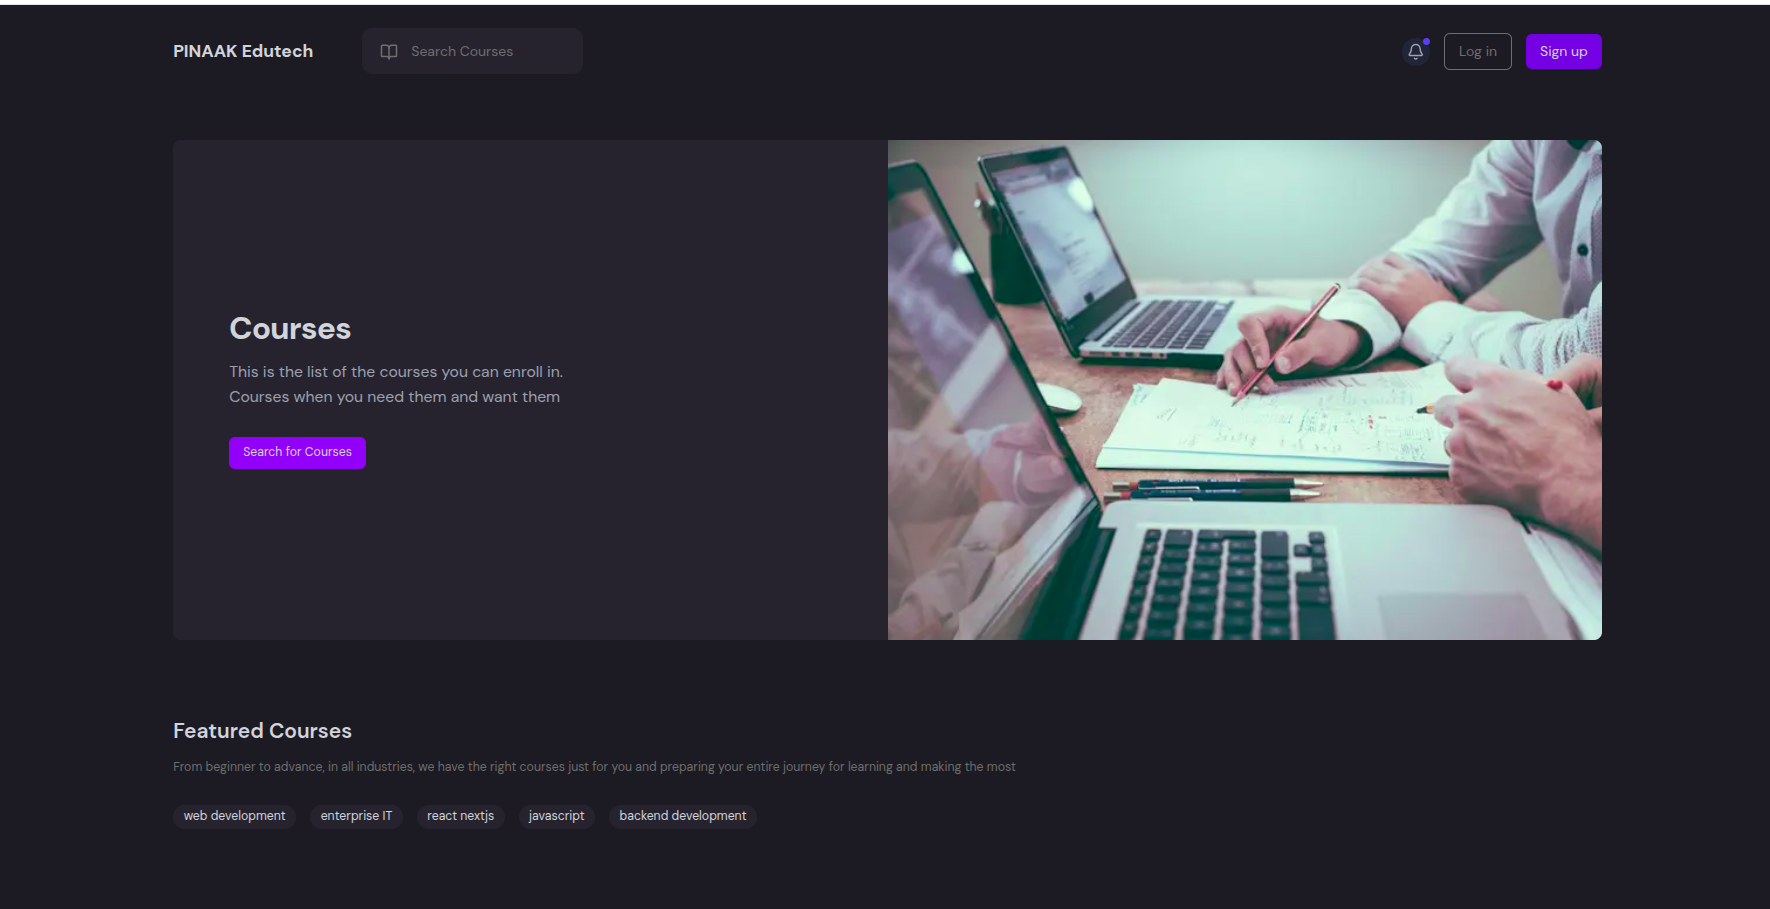 PINAAK Edutech
Search Courses
Log in
Sign up
Courses
This is the list of the courses you can enroll in.
Courses when you need them and want them
Search for Courses
Featured Courses
From beginner to advance, in all industries, we have the right courses just for you and preparing your entire journey for learning and making the most
web development
enterprise IT
react nextjs
javascript
backend development